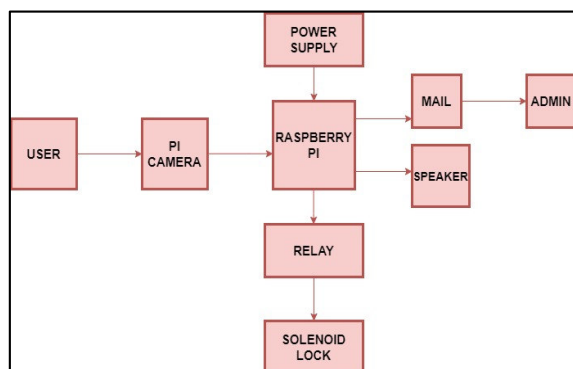 POWER
SUPPLY
MAIL
ADMIN
USER
PI
CAMERA
RASPBERRY
PI
SPEAKER
RELAY
SOLENOID
LOCK